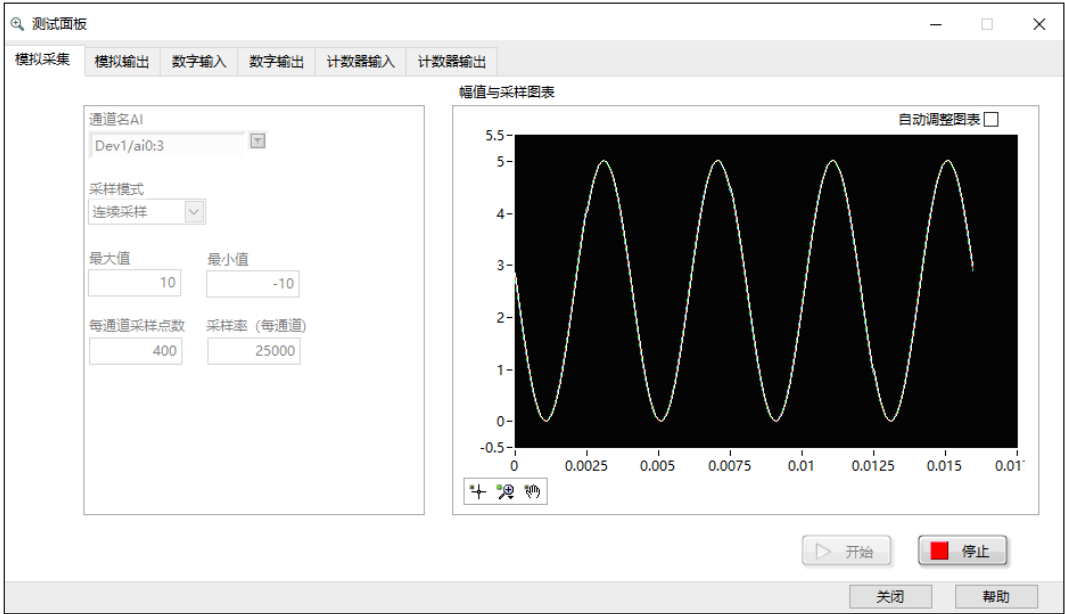 测试面板
模拟采集 模拟输出 数字输入 数字输出 计数器输入 计数器输出
幅值与采样图表
通道名AI
Dev1/ai0:3
采样模式
连续采样
最大值 最小值
10 -10
每通道采样点数 采样率（每通道)
400 25000
自动调整图表
5.5
5
4
3
2
1
0
-0.5
0 0.0025 0.005 0.0075 0.01 0.0125 0.015 0.01
开始 停止
关闭 帮助